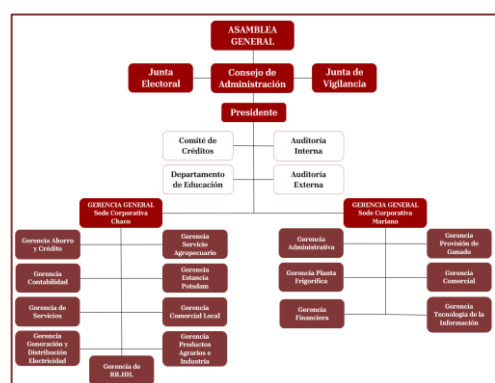 ASAMBLEA
GENERAL
Junta
Electoral
Consejo de
Administración
Junta de
Vigilancia
Presidente
Comité de
Créditos
Auditoría
Interna
Departamento
de Educación
Auditoría
Externa
GERENCIA GENERAL
Sede Corporativa
Chaco
GERENCIA GENERAL
Sede Corporativa
Mariano
Gerencia Ahorro
y Crédito
Gerencia
Servicio
Agropecuario
Gerencia
Administrativa
Gerencia
Provisión de
Ganado
Gerencia
Contabilidad
Gerencia
Estancia
Potsdam
Gerencia Planta
Frigorífica
Gerencia
Comercial
Gerencia de
Servicios
Gerencia
Comercial Local
Gerencia
Financiera
Gerencia
Tecnología de la
Información
Gerencia
Generación y
Distribución
Electricidad
Gerencia
Productos
Agrarios e
Industria
Gerencia de
RR.HH.